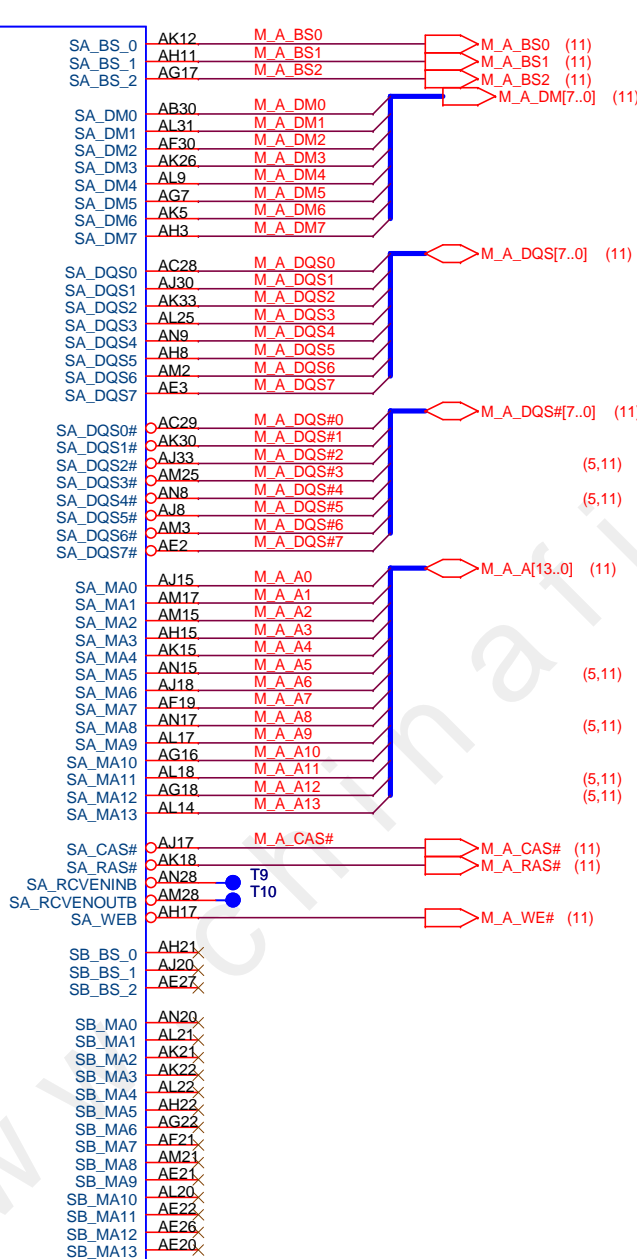 SA_BS_0 AK12 M_A_BS0 M_A_BS0 (11)
SA_BS_1 AH11 M_A_BS1 M_A_BS1 (11)
SA_BS_2 AG17 M_A_BS2 M_A_BS2 (11)
M_A_DM[7..0] (11)
SA_DM0 AB30 M_A_DM0
SA_DM1 AL31 M_A_DM1
SA_DM2 AF30 M_A_DM2
SA_DM3 AK26 M_A_DM3
SA_DM4 AL9 M_A_DM4
SA_DM5 AG7 M_A_DM5
SA_DM6 AK5 M_A_DM6
SA_DM7 AH3 M_A_DM7
M_A_DQS[7..0] (11)
SA_DQS0 AC28 M_A_DQS0
SA_DQS1 AJ30 M_A_DQS1
SA_DQS2 AK33 M_A_DQS2
SA_DQS3 AL25 M_A_DQS3
SA_DQS4 AN9 M_A_DQS4
SA_DQS5 AH8 M_A_DQS5
SA_DQS6 AM2 M_A_DQS6
SA_DQS7 AE3 M_A_DQS7
M_A_DQS#[7..0] (11)
SA_DQS0# AC29 M_A_DQS#0
SA_DQS1# AK30 M_A_DQS#1
SA_DQS2# AJ33 M_A_DQS#2 (5,11)
SA_DQS3# AM25 M_A_DQS#3
SA_DQS4# AN8 M_A_DQS#4 (5,11)
SA_DQS5# AJ8 M_A_DQS#5
SA_DQS6# AM3 M_A_DQS#6
SA_DQS7# AE2 M_A_DQS#7
M_A_A[13..0] (11)
SA_MA0 AJ15 M_A_A0
SA_MA1 AM17 M_A_A1
SA_MA2 AM15 M_A_A2
SA_MA3 AH15 M_A_A3
SA_MA4 AK15 M_A_A4
SA_MA5 AN15 M_A_A5 (5,11)
SA_MA6 AJ18 M_A_A6
SA_MA7 AF19 M_A_A7
SA_MA8 AN17 M_A_A8 (5,11)
SA_MA9 AL17 M_A_A9
SA_MA10 AG16 M_A_A10
SA_MA11 AL18 M_A_A11 (5,11)
SA_MA12 AG18 M_A_A12 (5,11)
SA_MA13 AL14 M_A_A13
SA_CAS# AJ17 M_A_CAS# M_A_CAS# (11)
SA_RAS# AK18 M_A_RAS# (11)
SA_RCVENINB AN28 T9
SA_RCVENOUTB AM28 T10
SA_WEB AH17 M_A_WE# (11)
SB_BS_0 AH21
SB_BS_1 AJ20
SB_BS_2 AE27
SB_MA0 AN20
SB_MA1 AL21
SB_MA2 AK21
SB_MA3 AK22
SB_MA4 AL22
SB_MA5 AH22
SB_MA6 AG22
SB_MA7 AF21
SB_MA8 AM21
SB_MA9 AE21
SB_MA10 AL20
SB_MA11 AE22
SB_MA12 AE26
SB_MA13 AE20
w w chinafi